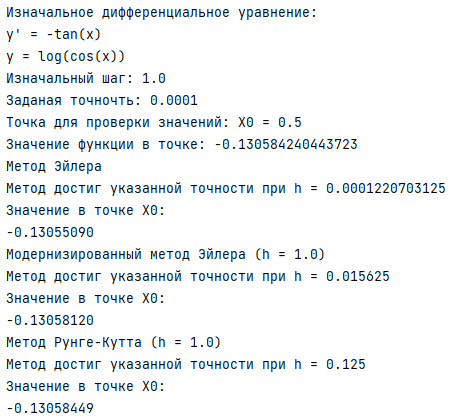 Изначальное дифференциальное уравнение:
y' = -tan(x)
y = log(cos(x))
Изначальный шаг: 1.0
Заданая точночть: 0.0001
Точка для проверки значений: X0 = 0.5
Значение функции в точке: -0.130584240443723
Метод Эйлера
Метод достиг указанной точности при h = 0.0001220703125
Значение в точке X0:
-0.13055090
Модернизированный метод Эйлера (h = 1.0)
Метод достиг указанной точности при h = 0.015625
Значение в точке X0:
-0.13058120
Метод Рунге-Кутта (h = 1.0)
Метод достиг указанной точности при h = 0.125
Значение в точке X0:
-0.13058449